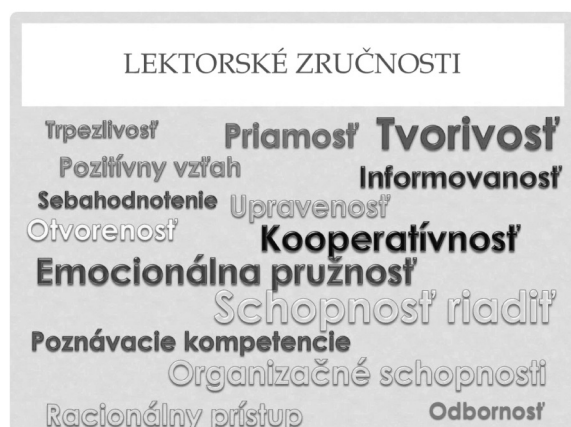 LEKTORSKÉ ZRUČNOSTI
Trpezlivosť
Priamosť
Tvorivosť
Pozitívny vzťah
Informovanosť
Sebahodnotenie
Upravenosť
Otvorenosť
Kooperatívnosť
Emocionálna pružnosť
Schopnosť riadiť
Poznávacie kompetencie
Organizačné schopnosti
Racionálny prístup
Odbornosť